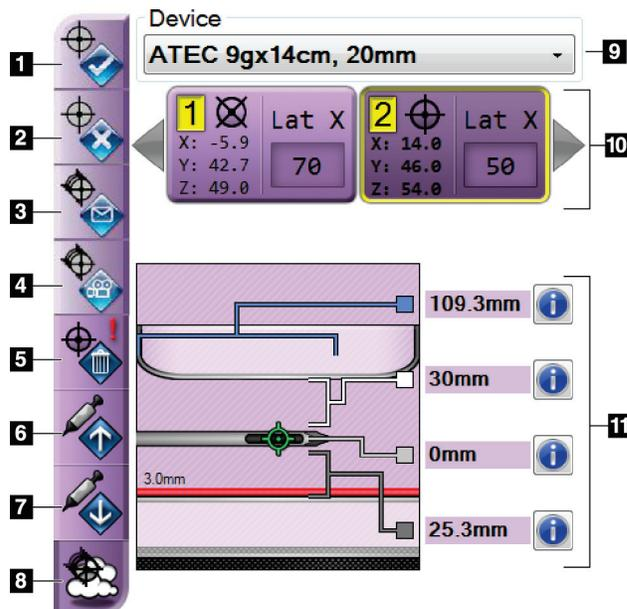 Device
ATEC 9gx14cm, 20mm
9
1
2
3
4
5
6
7
8
1
X: -5.9
Y: 42.7
Z: 49.0
Lat X
70
2
X: 14.0
Y: 46.0
Z: 54.0
Lat X
50
10
!
109.3mm
i
30mm
i
0mm
i
3.0mm
25.3mm
i
11